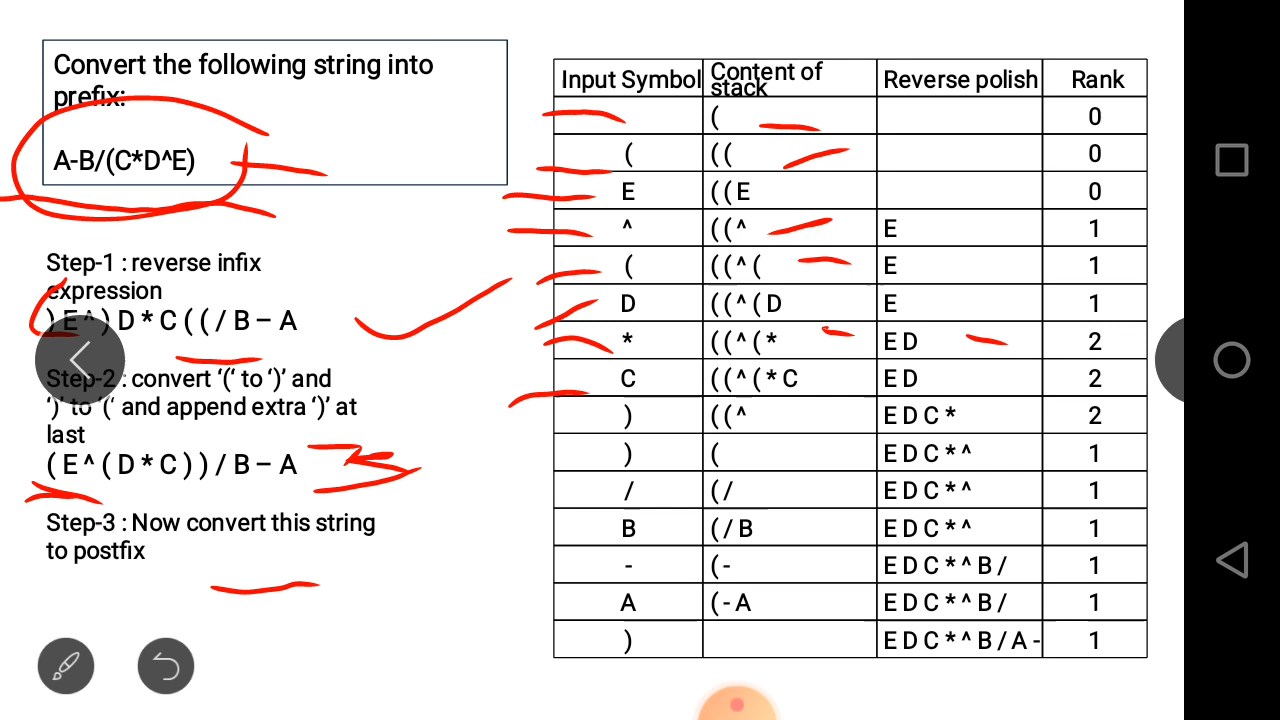 Convert the following string into
prefix:
A-B/(C*D^E)
Step-1 : reverse infix
expression
) E ^ ) D * C ( ( / B – A
Step-2 : convert ‘(‘ to ‘)’ and
‘)’ to ‘(‘ and append extra ‘)’ at
last
( E ^ ( D * C ) ) / B – A
Step-3 : Now convert this string
to postfix
Input Symbol Content of stack Reverse polish Rank
( 0
( ( ( 0
E ( ( E 0
^ ( ( ^ E 1
( ( ( ^ ( E 1
D ( ( ^ ( D E 1
* ( ( ^ ( * E D 2
C ( ( ^ ( * C E D 2
) ( ( ^ E D C * 2
) ( E D C * ^ 1
/ ( / E D C * ^ 1
B ( / B E D C * ^ 1
- ( - E D C * ^ B / 1
A ( - A E D C * ^ B / 1
) E D C * ^ B / A - 1